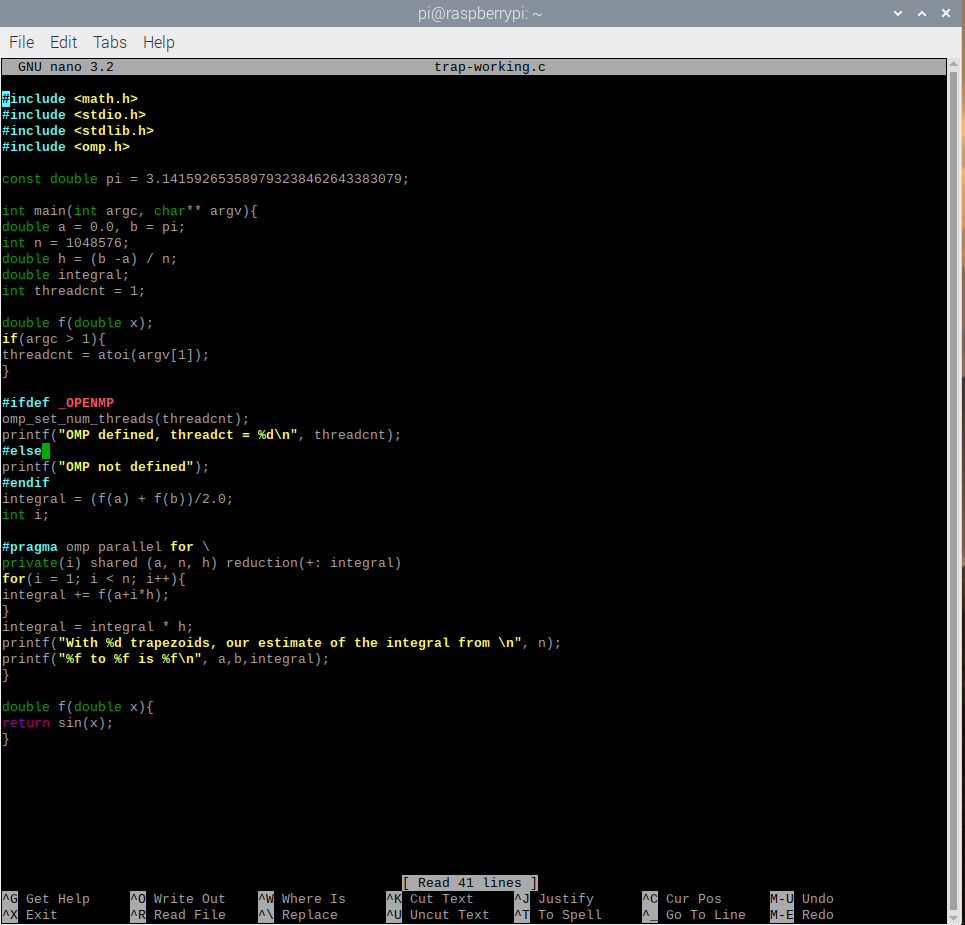 pi@raspberrypi: ~
File Edit Tabs Help
GNU nano 3.2 trap-working.c
#include <math.h>
#include <stdio.h>
#include <stdlib.h>
#include <omp.h>
const double pi = 3.141592653589793238462643383079;
int main(int argc, char** argv){
double a = 0.0, b = pi;
int n = 1048576;
double h = (b -a) / n;
double integral;
int threadcnt = 1;
double f(double x);
if(argc > 1){
threadcnt = atoi(argv[1]);
}
#ifdef _OPENMP
omp_set_num_threads(threadcnt);
printf("OMP defined, threadct = %d\n", threadcnt);
#else
printf("OMP not defined");
#endif
integral = (f(a) + f(b))/2.0;
int i;
#pragma omp parallel for \
private(i) shared (a, n, h) reduction(+: integral)
for(i = 1; i < n; i++){
integral += f(a+i*h);
}
integral = integral * h;
printf("With %d trapezoids, our estimate of the integral from \n", n);
printf("%f to %f is %f\n", a,b,integral);
}
double f(double x){
return sin(x);
}
[ Read 41 lines ]
^G Get Help ^O Write Out ^W Where Is ^K Cut Text ^J Justify ^C Cur Pos M-U Undo
^X Exit ^R Read File ^\ Replace ^U Uncut Text ^T To Spell ^_ Go To Line M-E Redo